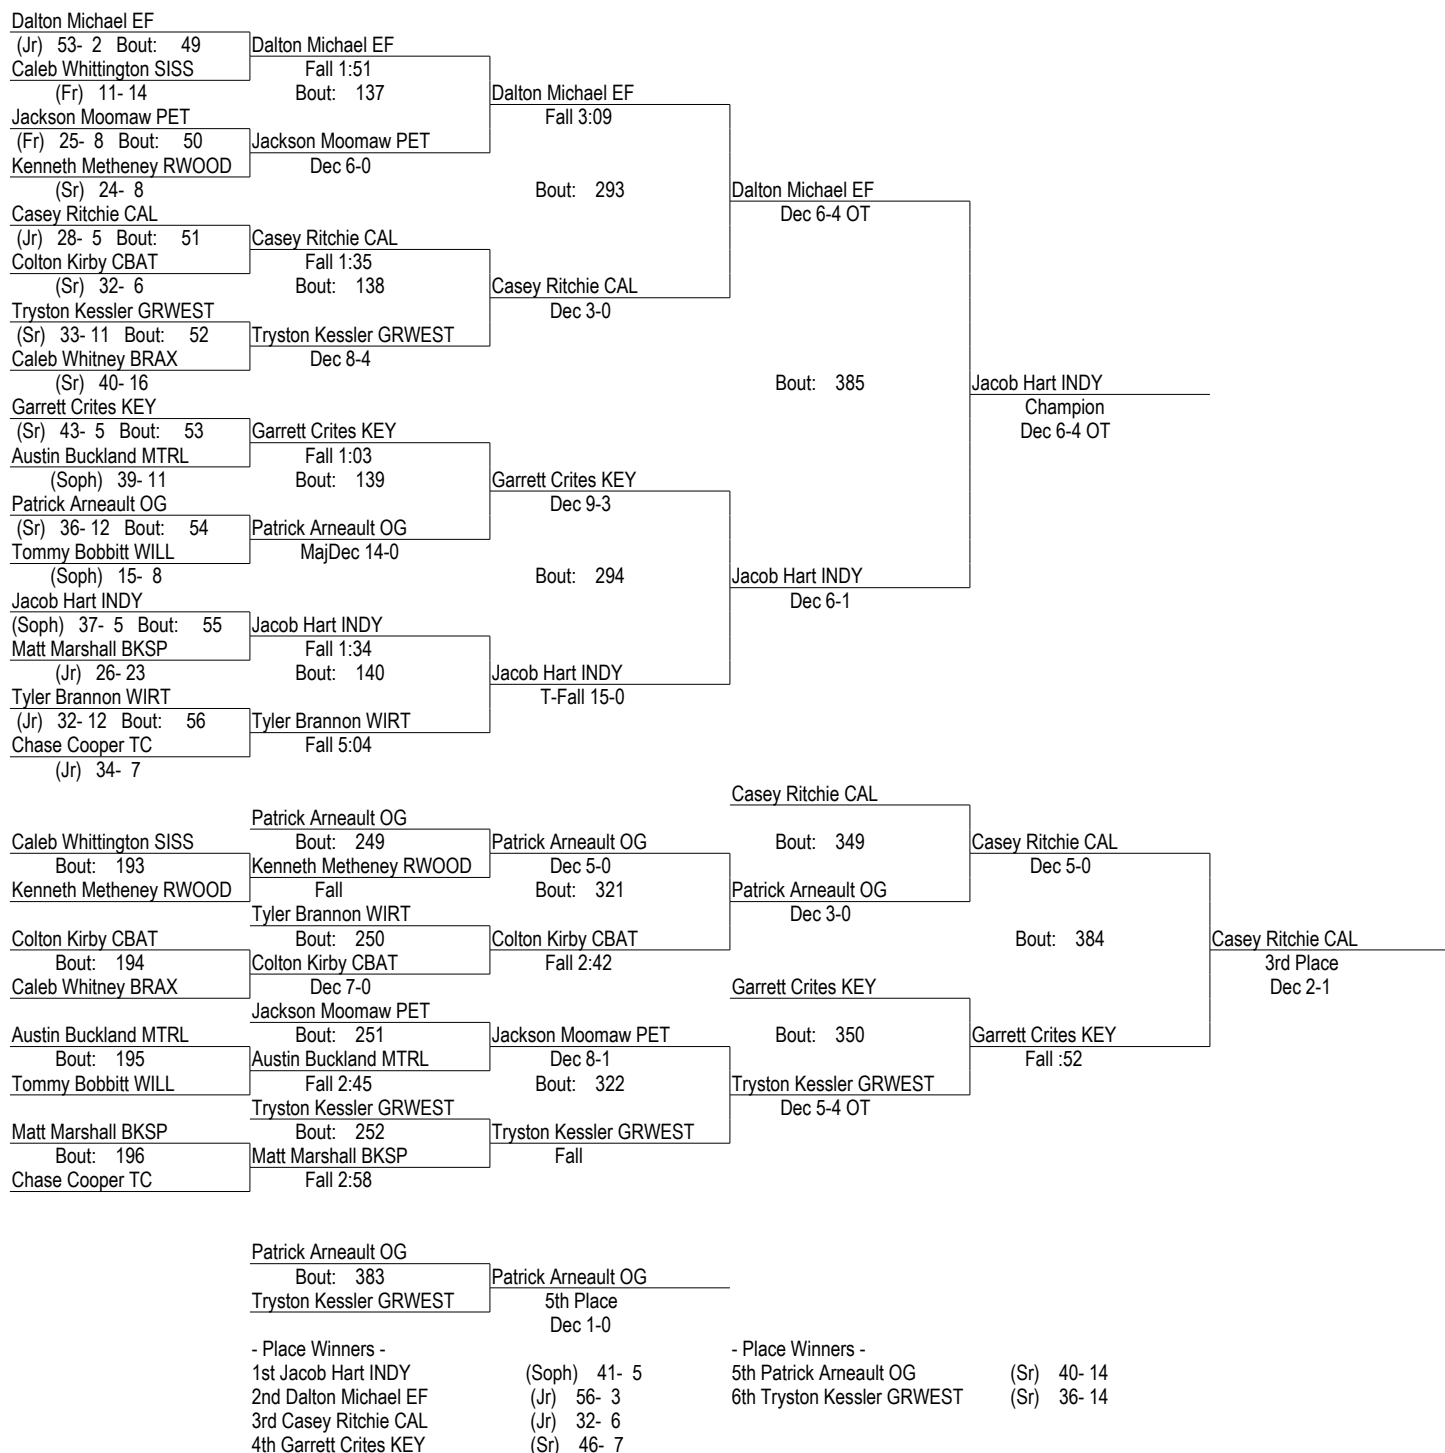 Dalton Michael EF
(Jr) 53- 2 Bout: 49 Dalton Michael EF
Caleb Whittington SISS Fall 1:51
(Fr) 11- 14 Bout: 137 Dalton Michael EF
Jackson Moomaw PET Fall 3:09
(Fr) 25- 8 Bout: 50 Jackson Moomaw PET
Kenneth Metheney RWOOD Dec 6-0
(Sr) 24- 8 Bout: 293 Dalton Michael EF
Casey Ritchie CAL Dec 6-4 OT
(Jr) 28- 5 Bout: 51 Casey Ritchie CAL
Colton Kirby CBAT Fall 1:35
(Sr) 32- 6 Bout: 138 Casey Ritchie CAL
Tryston Kessler GRWEST Dec 3-0
(Sr) 33- 11 Bout: 52 Tryston Kessler GRWEST
Caleb Whitney BRAX Dec 8-4
(Sr) 40- 16 Bout: 385 Jacob Hart INDY
Garrett Crites KEY Champion
(Sr) 43- 5 Bout: 53 Garrett Crites KEY Dec 6-4 OT
Austin Buckland MTRL Fall 1:03
(Soph) 39- 11 Bout: 139 Garrett Crites KEY
Patrick Arneault OG Dec 9-3
(Sr) 36- 12 Bout: 54 Patrick Arneault OG
Tommy Bobbitt WILL MajDec 14-0
(Soph) 15- 8 Bout: 294 Jacob Hart INDY
Jacob Hart INDY Dec 6-1
(Soph) 37- 5 Bout: 55 Jacob Hart INDY
Matt Marshall BKSP Fall 1:34
(Jr) 26- 23 Bout: 140 Jacob Hart INDY
Tyler Brannon WIRT T-Fall 15-0
(Jr) 32- 12 Bout: 56 Tyler Brannon WIRT
Chase Cooper TC Fall 5:04
(Jr) 34- 7
Casey Ritchie CAL
Patrick Arneault OG
Caleb Whittington SISS Bout: 249 Patrick Arneault OG Bout: 349 Casey Ritchie CAL
Bout: 193 Kenneth Metheney RWOOD Dec 5-0 Dec 5-0
Kenneth Metheney RWOOD Fall Bout: 321 Patrick Arneault OG
Tyler Brannon WIRT Dec 3-0
Colton Kirby CBAT Bout: 250 Colton Kirby CBAT Bout: 384 Casey Ritchie CAL
Bout: 194 Colton Kirby CBAT Fall 2:42 3rd Place
Caleb Whitney BRAX Dec 7-0 Garrett Crites KEY Dec 2-1
Jackson Moomaw PET
Austin Buckland MTRL Bout: 251 Jackson Moomaw PET Bout: 350 Garrett Crites KEY
Bout: 195 Austin Buckland MTRL Dec 8-1 Fall :52
Tommy Bobbitt WILL Fall 2:45 Bout: 322 Tryston Kessler GRWEST
Tryston Kessler GRWEST Dec 5-4 OT
Matt Marshall BKSP Bout: 252 Tryston Kessler GRWEST
Bout: 196 Matt Marshall BKSP Fall
Chase Cooper TC Fall 2:58
Patrick Arneault OG
Bout: 383 Patrick Arneault OG
Tryston Kessler GRWEST 5th Place
Dec 1-0
- Place Winners - - Place Winners -
1st Jacob Hart INDY (Soph) 41- 5 5th Patrick Arneault OG (Sr) 40- 14
2nd Dalton Michael EF (Jr) 56- 3 6th Tryston Kessler GRWEST (Sr) 36- 14
3rd Casey Ritchie CAL (Jr) 32- 6
4th Garrett Crites KEY (Sr) 46- 7